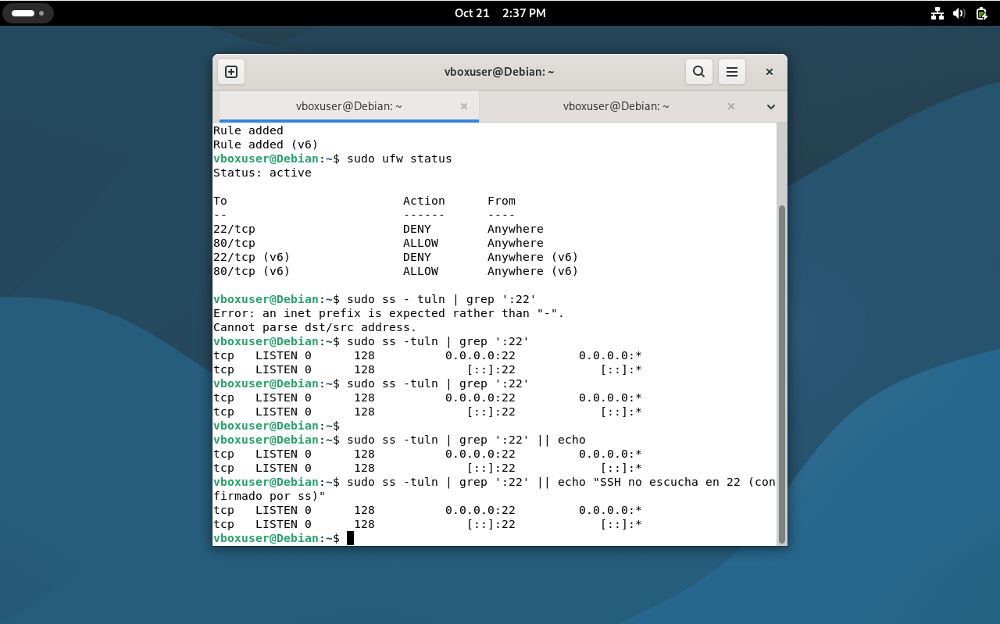 Oct 21 2:37 PM
vboxuser@Debian: ~
vboxuser@Debian: ~ vboxuser@Debian: ~
Rule added
Rule added (v6)
vboxuser@Debian:~$ sudo ufw status
Status: active
To Action From
-- ------ ----
22/tcp DENY Anywhere
80/tcp ALLOW Anywhere
22/tcp (v6) DENY Anywhere (v6)
80/tcp (v6) ALLOW Anywhere (v6)
vboxuser@Debian:~$ sudo ss - tuln | grep ':22'
Error: an inet prefix is expected rather than "-".
Cannot parse dst/src address.
vboxuser@Debian:~$ sudo ss -tuln | grep ':22'
tcp LISTEN 0 128 0.0.0.0:22 0.0.0.0:*
tcp LISTEN 0 128 [::]:22 [::]:*
vboxuser@Debian:~$ sudo ss -tuln | grep ':22'
tcp LISTEN 0 128 0.0.0.0:22 0.0.0.0:*
tcp LISTEN 0 128 [::]:22 [::]:*
vboxuser@Debian:~$
vboxuser@Debian:~$ sudo ss -tuln | grep ':22' || echo
tcp LISTEN 0 128 0.0.0.0:22 0.0.0.0:*
tcp LISTEN 0 128 [::]:22 [::]:*
vboxuser@Debian:~$ sudo ss -tuln | grep ':22' || echo "SSH no escucha en 22 (con
firmado por ss)"
tcp LISTEN 0 128 0.0.0.0:22 0.0.0.0:*
tcp LISTEN 0 128 [::]:22 [::]:*
vboxuser@Debian:~$